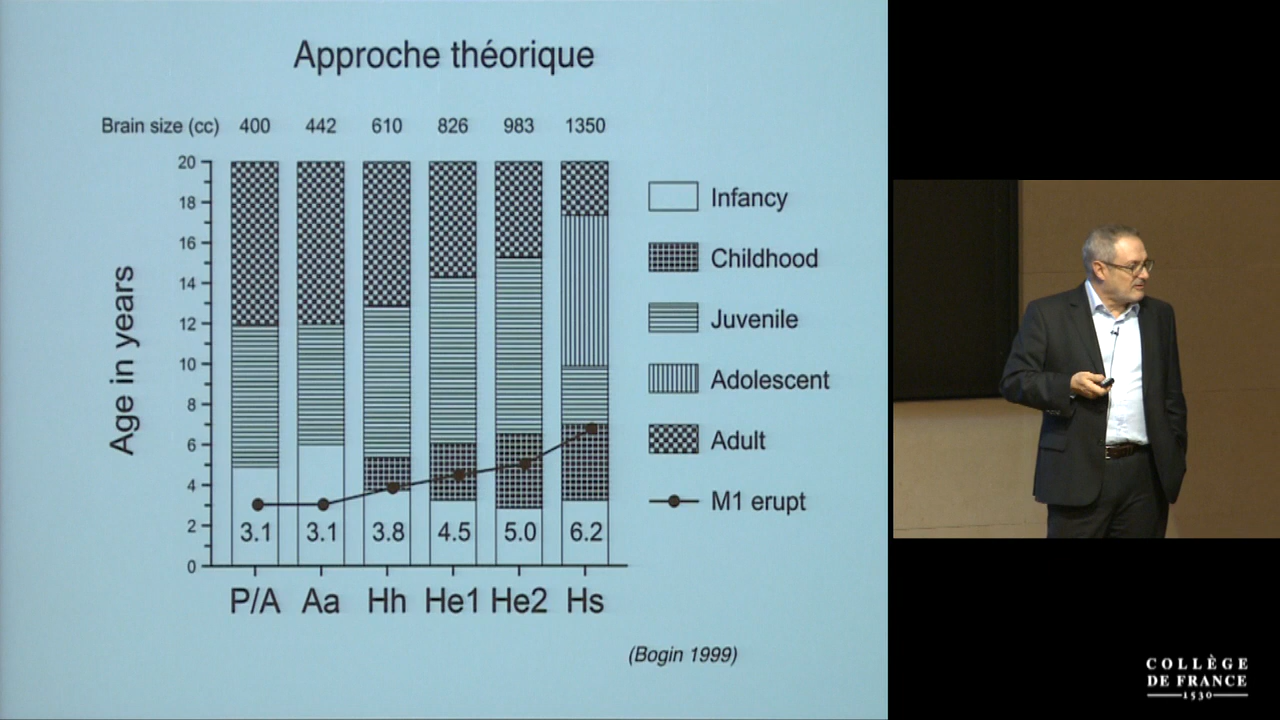 Approche théorique
Brain size (cc) 400 442 610 826 983 1350
Age in years
20
18
16
14
12
10
8
6
4
2
0
3.1 3.1 3.8 4.5 5.0 6.2
P/A Aa Hh He1 He2 Hs
Infancy
Childhood
Juvenile
Adolescent
Adult
M1 erupt
(Bogin 1999)
COLLÈGE
DE FRANCE
1530